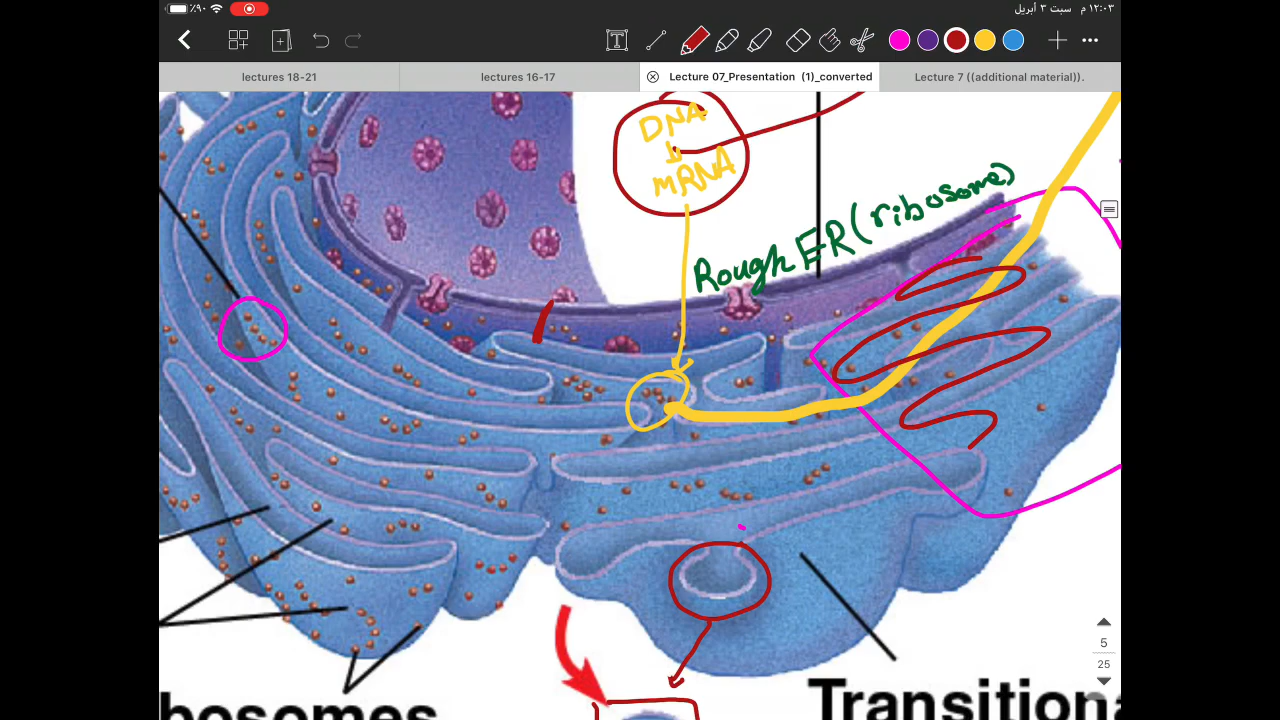 ٪٩٠
١٢:٠٣ م سبت ٣ أبريل
lectures 18-21
lectures 16-17
Lecture 07_Presentation (1)_converted
Lecture 7 ((additional material)).
DNA
mRNA
Rough ER (ribosome)
5
25
bosomes
Transitiona